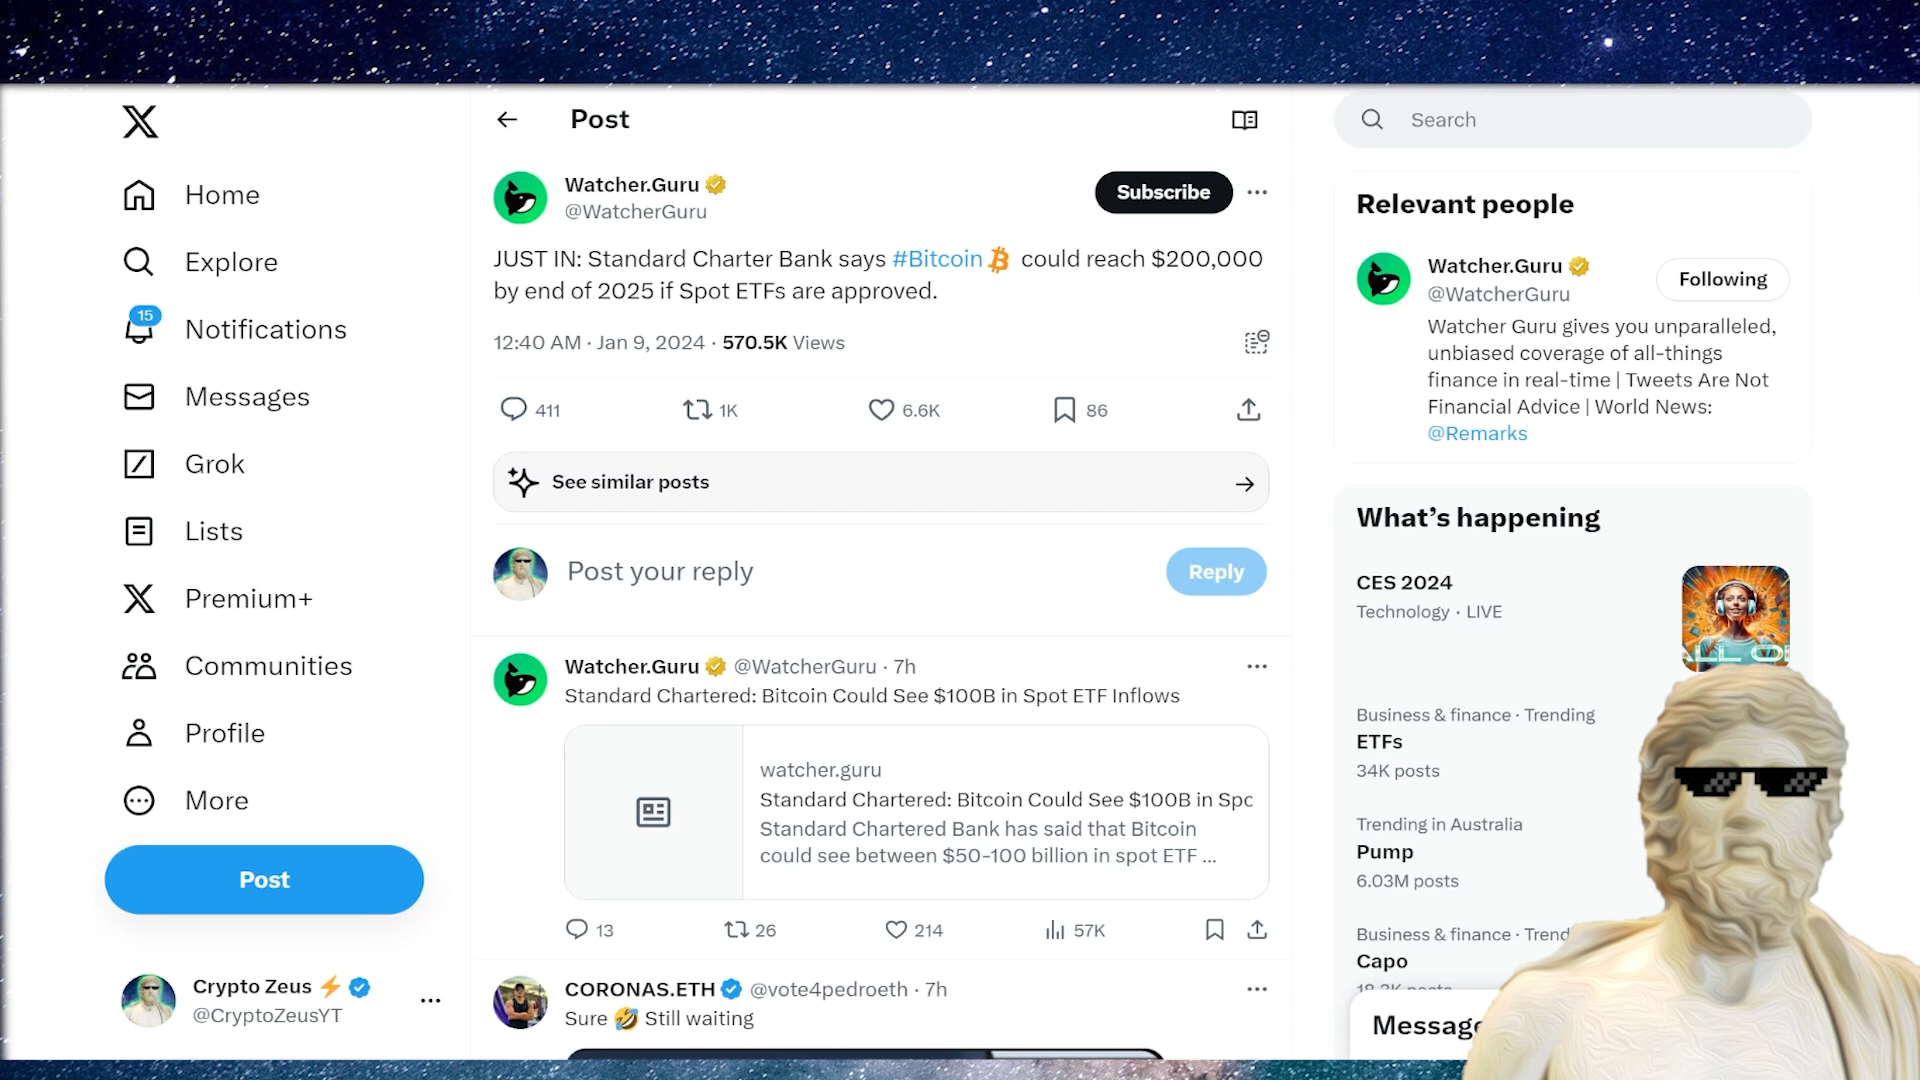 Home
Explore
15
Notifications
Messages
Grok
Lists
Premium+
Communities
Profile
More
Post
Crypto Zeus
@CryptoZeusYT
Post
Watcher.Guru
@WatcherGuru
Subscribe
JUST IN: Standard Charter Bank says #Bitcoin could reach $200,000
by end of 2025 if Spot ETFs are approved.
12:40 AM · Jan 9, 2024 · 570.5K Views
411 1K 6.6K 86
See similar posts
Post your reply
Reply
Watcher.Guru @WatcherGuru · 7h
Standard Chartered: Bitcoin Could See $100B in Spot ETF Inflows
watcher.guru
Standard Chartered: Bitcoin Could See $100B in Spc
Standard Chartered Bank has said that Bitcoin
could see between $50-100 billion in spot ETF ...
13 26 214 57K
CORONAS.ETH @vote4pedroeth · 7h
Sure 🤣 Still waiting
Search
Relevant people
Watcher.Guru
@WatcherGuru
Following
Watcher Guru gives you unparalleled,
unbiased coverage of all-things
finance in real-time | Tweets Are Not
Financial Advice | World News:
@Remarks
What's happening
CES 2024
Technology · LIVE
Business & finance · Trending
ETFs
34K posts
Trending in Australia
Pump
6.03M posts
Business & finance · Trend
Capo
Message